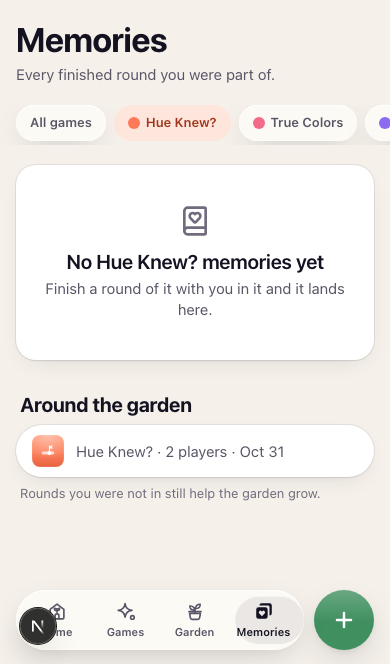 Memories
Every finished round you were part of.
All games
Hue Knew?
True Colors
No Hue Knew? memories yet
Finish a round of it with you in it and it lands
here.
Around the garden
Hue Knew? · 2 players · Oct 31
Rounds you were not in still help the garden grow.
N
me
Games
Garden
Memories